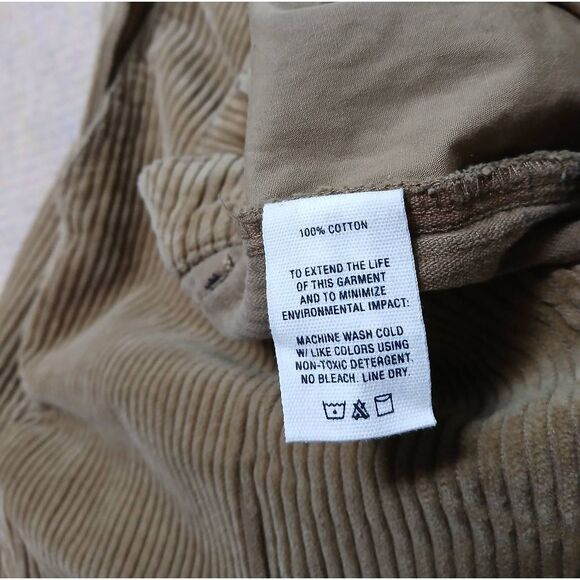 100% COTTON
TO EXTEND THE LIFE
OF THIS GARMENT
AND TO MINIMIZE
ENVIRONMENTAL IMPACT:
MACHINE WASH COLD
W/ LIKE COLORS USING
NON-TOXIC DETERGENT.
NO BLEACH. LINE DRY.